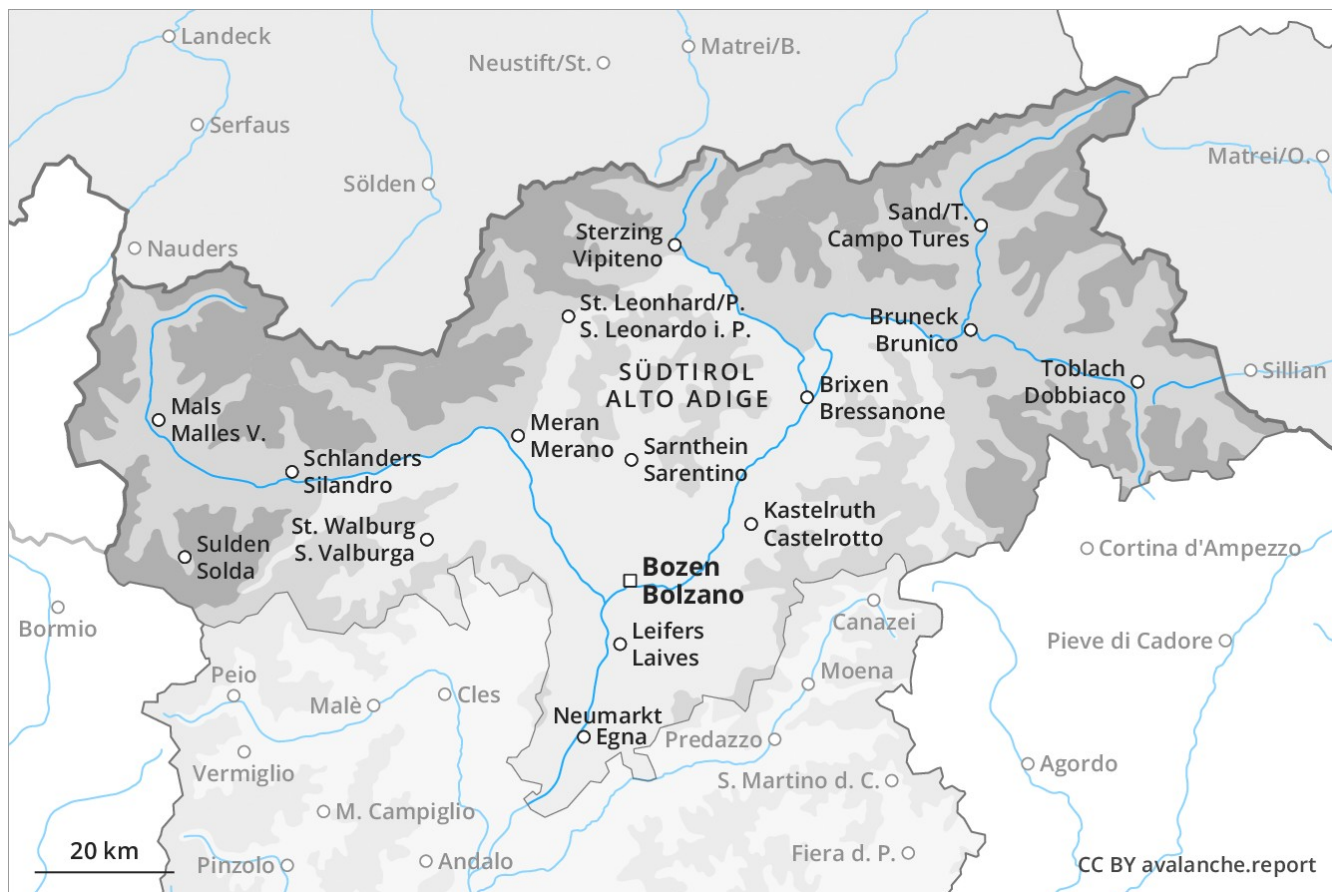 Landeck
Neustift/St.
Matrei/B.
Serfaus
Matrei/O.
Sölden
Nauders
Sand/T.
Campo Tures
Sterzing
Vipiteno
St. Leonhard/P.
S. Leonardo i. P.
Bruneck
Brunico
SÜDTIROL
ALTO ADIGE
Toblach
Dobbiaco
Sillian
Brixen
Bressanone
Mals
Malles V.
Meran
Merano
Sarnthein
Sarentino
Schlanders
Silandro
Kastelruth
Castelrotto
St. Walburg
S. Valburga
Sulden
Solda
Cortina d'Ampezzo
Bozen
Bolzano
Bormio
Canazei
Leifers
Laives
Pieve di Cadore
Peio
Moena
Malè
Cles
Neumarkt
Egna
Predazzo
Vermiglio
Agordo
S. Martino d. C.
M. Campiglio
20 km
Pinzolo
Andalo
Fiera d. P.
CC BY avalanche.report